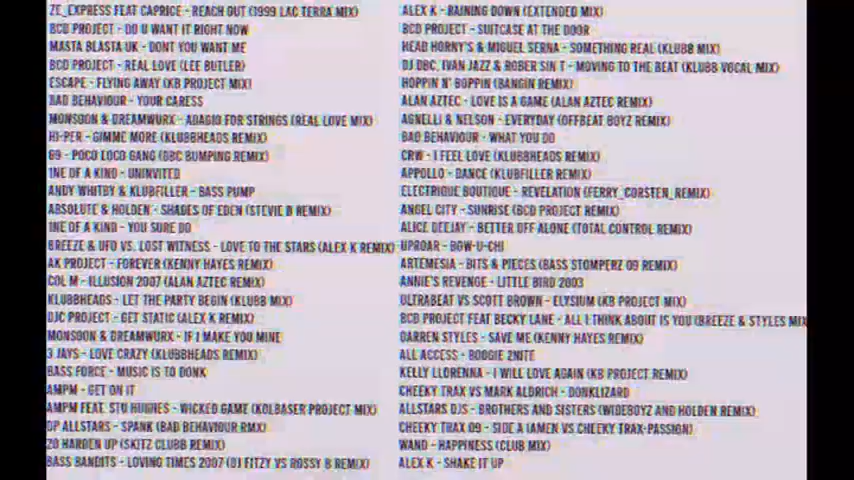 ZE_EXPRESS FEAT CAPRICE - REACH OUT (1999 LAC TERRA MIX)
BCD PROJECT - DO U WANT IT RIGHT NOW
MASTA BLASTA UK - DONT YOU WANT ME
BCD PROJECT - REAL LOVE (LEE BUTLER)
ESCAPE - FLYING AWAY (KB PROJECT MIX)
BAD BEHAVIOUR - YOUR CARESS
MONSOON & DREAMWURX - ADAGIO FOR STRINGS (REAL LOVE MIX)
HI-PER - GIMME MORE (KLUBBHEADS REMIX)
69 - POCO LOCO GANG (DBC BUMPING REMIX)
1NE OF A KIND - UNINVITED
ANDY WHITBY & KLUBFILLER - BASS PUMP
ABSOLUTE & HOLDEN - SHADES OF EDEN (STEVIE B REMIX)
1NE OF A KIND - YOU SURE DO
BREEZE & UFO VS. LOST WITNESS - LOVE TO THE STARS (ALEX K REMIX)
AK PROJECT - FOREVER (KENNY HAYES REMIX)
COL M - ILLUSION 2007 (ALAN AZTEC REMIX)
KLUBBHEADS - LET THE PARTY BEGIN (KLUBB MIX)
DJC PROJECT - GET STATIC (ALEX K REMIX)
MONSOON & DREAMWURX - IF I MAKE YOU MINE
3 JAYS - LOVE CRAZY (KLUBBHEADS REMIX)
BASS FORCE - MUSIC IS TO DONK
AMPM - GET ON IT
AMPM FEAT. STU HUGHES - WICKED GAME (KOLBASER PROJECT MIX)
DP ALLSTARS - SPANK (BAD BEHAVIOUR RMX)
20 HARDEN UP (SKITZ CLUBB REMIX)
BASS BANDITS - LOVING TIMES 2007 (DJ FITZY VS ROSSY B REMIX)
ALEX K - RAINING DOWN (EXTENDED MIX)
BCD PROJECT - SUITCASE AT THE DOOR
HEAD HORNY'S & MIGUEL SERNA - SOMETHING REAL (KLUBB MIX)
DJ DBC, IVAN JAZZ & ROBER SIN T - MOVING TO THE BEAT (KLUBB VOCAL MIX)
HOPPIN N' BOPPIN (BANGIN REMIX)
ALAN AZTEC - LOVE IS A GAME (ALAN AZTEC REMIX)
AGNELLI & NELSON - EVERYDAY (OFFBEAT BOYZ REMIX)
BAD BEHAVIOUR - WHAT YOU DO
CRW - I FEEL LOVE (KLUBBHEADS REMIX)
APPOLLO - DANCE (KLUBFILLER REMIX)
ELECTRIQUE BOUTIQUE - REVELATION (FERRY_CORSTEN_REMIX)
ANGEL CITY - SUNRISE (BCD PROJECT REMIX)
ALICE DEEJAY - BETTER OFF ALONE (TOTAL CONTROL REMIX)
UPROAR - BOW-U-CHI
ARTEMESIA - BITS & PIECES (BASS STOMPERZ 09 REMIX)
ANNIE'S REVENGE - LITTLE BIRD 2003
ULTRABEAT VS SCOTT BROWN - ELYSIUM (KB PROJECT MIX)
BCD PROJECT FEAT BECKY LANE - ALL I THINK ABOUT IS YOU (BREEZE & STYLES MIX
DARREN STYLES - SAVE ME (KENNY HAYES REMIX)
ALL ACCESS - BOOGIE 2NITE
KELLY LLORENNA - I WILL LOVE AGAIN (KB PROJECT REMIX)
CHEEKY TRAX VS MARK ALDRICH - DONKLIZARD
ALLSTARS DJS - BROTHERS AND SISTERS (WIDEBOYZ AND HOLDEN REMIX)
CHEEKY TRAX 09 - SIDE A (AMEN VS CHEEKY TRAX-PASSION)
WAND - HAPPINESS (CLUB MIX)
ALEX K - SHAKE IT UP